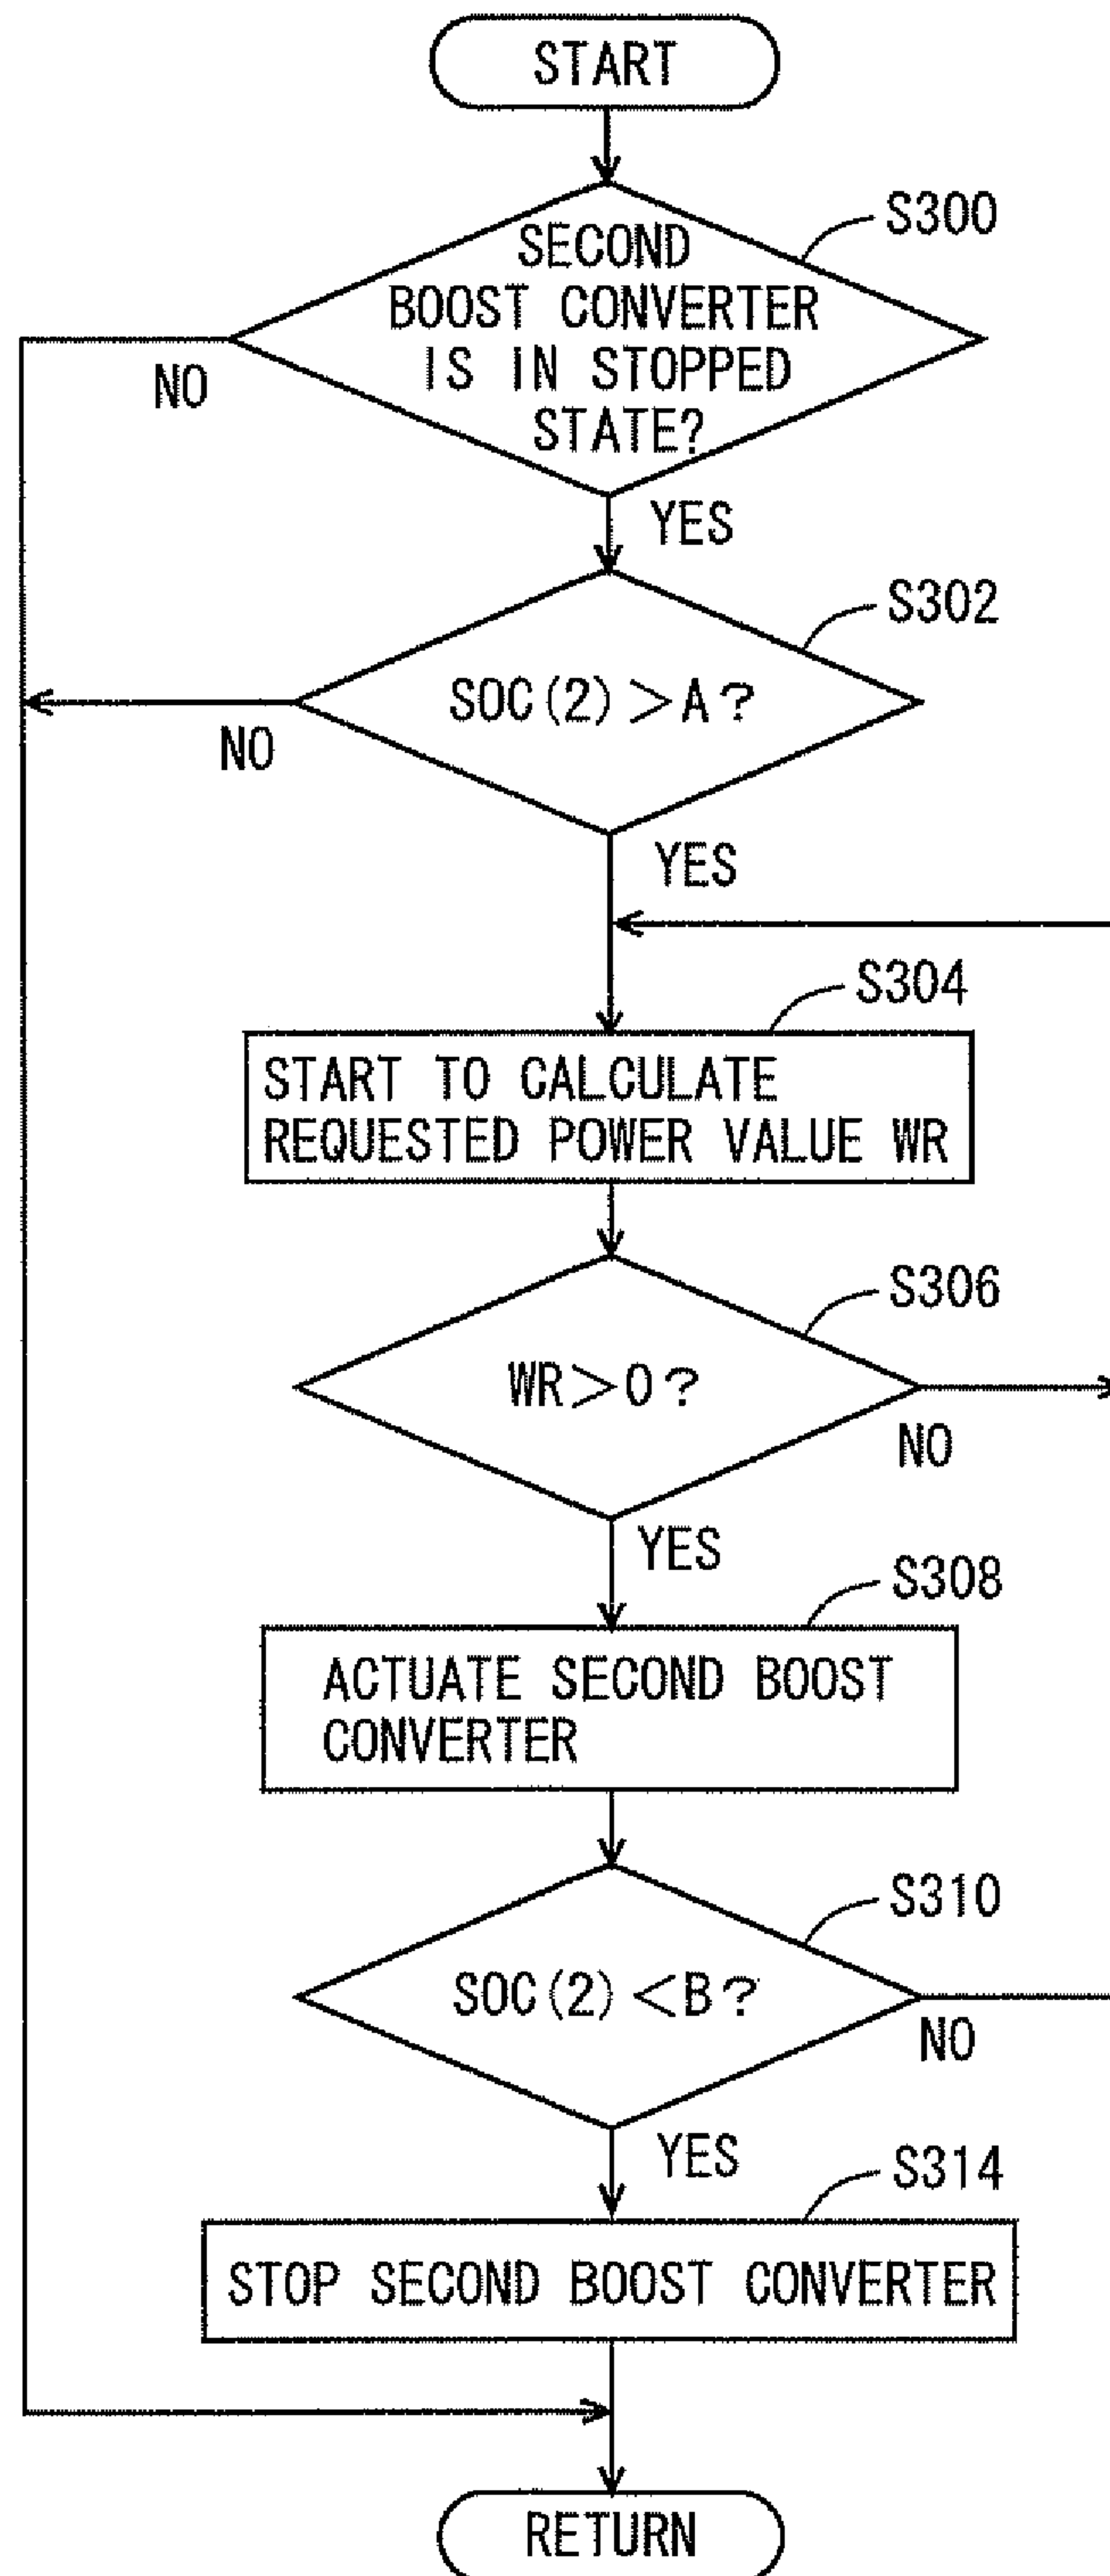 START
S300
SECOND
BOOST CONVERTER
IS IN STOPPED
STATE?
NO
YES
S302
SOC(2)>A?
NO
YES
S304
START TO CALCULATE
REQUESTED POWER VALUE WR
S306
WR>0?
NO
YES
S308
ACTUATE SECOND BOOST
CONVERTER
S310
SOC(2)<B?
NO
YES
S314
STOP SECOND BOOST CONVERTER
RETURN